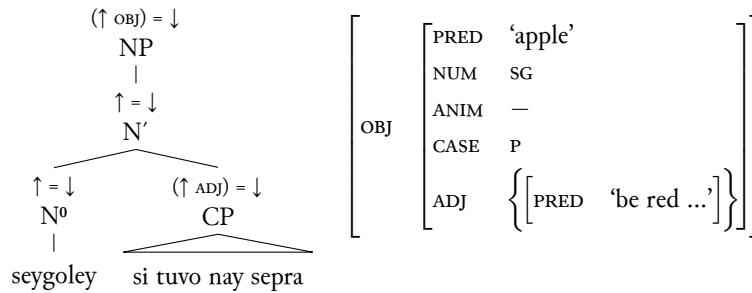 (↑ OBJ) = ↓
NP
↑ = ↓
N′
↑ = ↓ (↑ ADJ) = ↓
N⁰ CP
seygoley si tuvo nay sepra
OBJ
PRED ‘apple’
NUM SG
ANIM —
CASE P
ADJ {[PRED ‘be red ...’]}